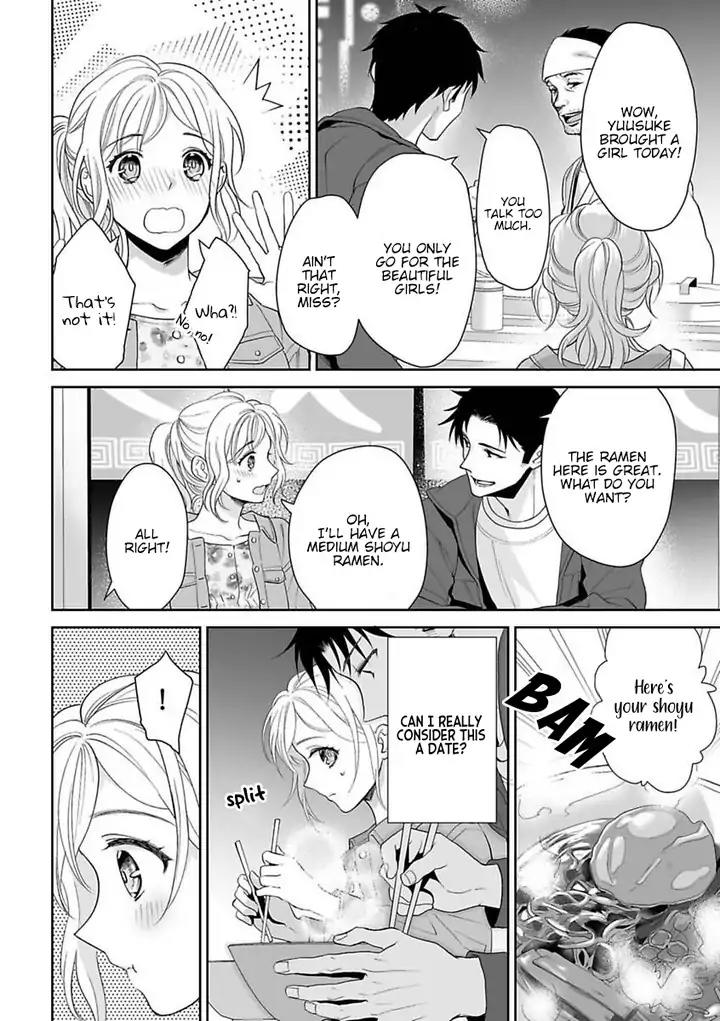 WOW,
YUUSUKE
BROUGHT A
GIRL TODAY!
YOU
TALK TOO
MUCH.
YOU ONLY
GO FOR THE
BEAUTIFUL
GIRLS!
AIN'T
THAT
RIGHT,
MISS?
Wha?!
No, no!
That's
not it!
THE RAMEN
HERE IS GREAT.
WHAT DO YOU
WANT?
OH,
I'LL HAVE A
MEDIUM SHOYU
RAMEN.
ALL
RIGHT!
Here's
your shoyu
ramen!
BAM
CAN I REALLY
CONSIDER THIS
A DATE?
split
!